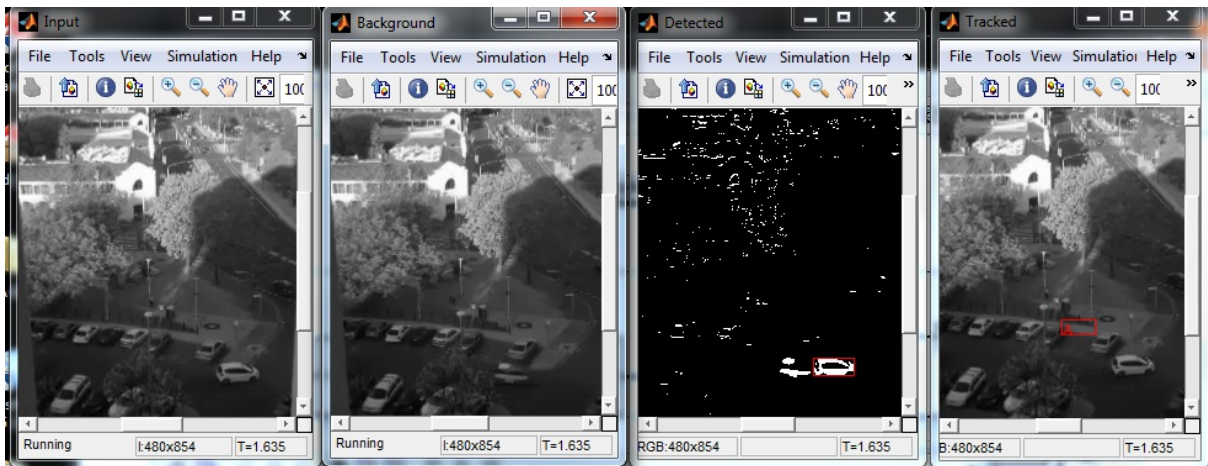 Input
File Tools View Simulation Help
100
Running I:480x854 T=1.635
Background
File Tools View Simulation Help
100
Running I:480x854 T=1.635
Detected
File Tools View Simulation Help
100 »
RGB:480x854 T=1.635
Tracked
File Tools View Simulation Help
100 »
B:480x854 T=1.635